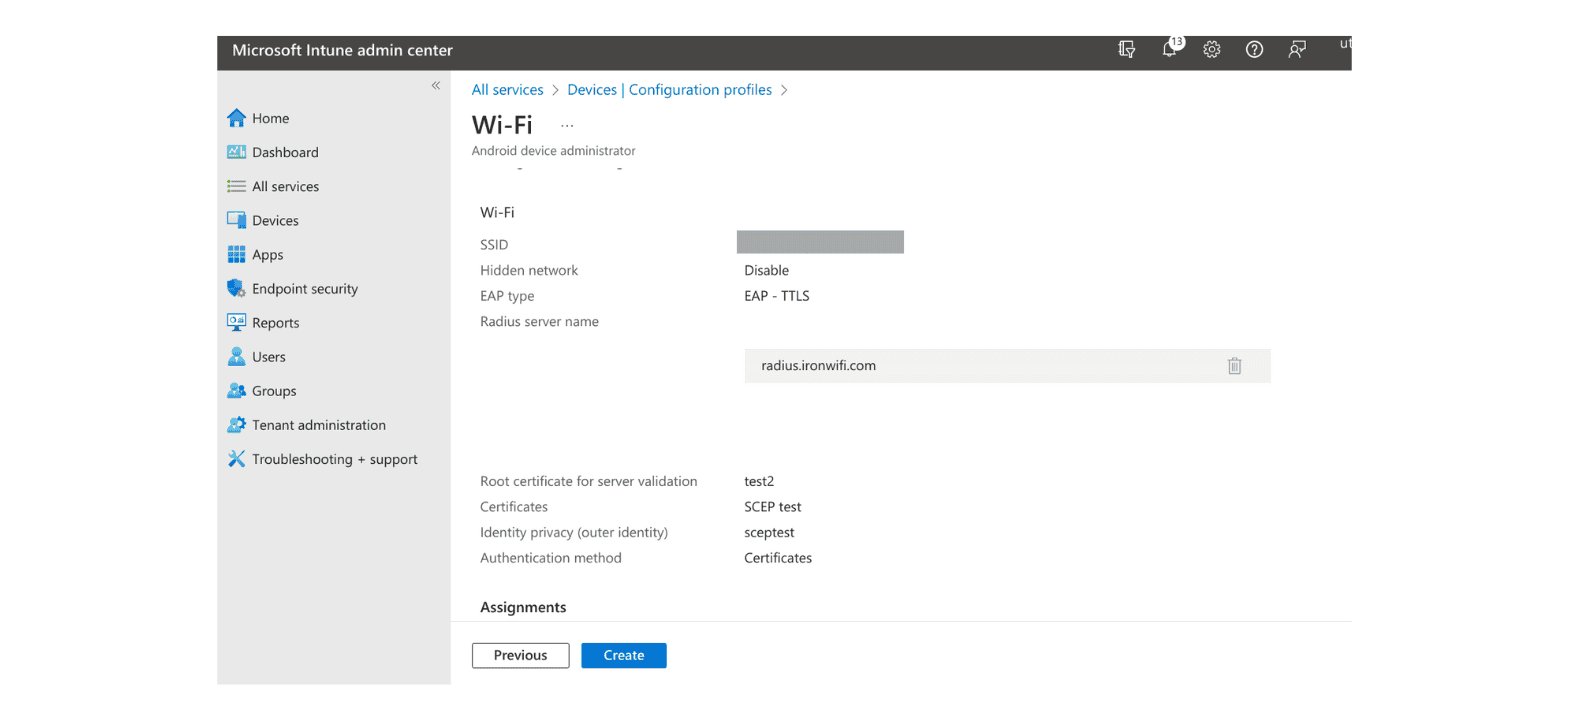 Microsoft Intune admin center
13
ut
«
All services > Devices | Configuration profiles >
Home
Dashboard
All services
Devices
Apps
Endpoint security
Reports
Users
Groups
Tenant administration
Troubleshooting + support
Wi-Fi ...
Android device administrator
Wi-Fi
SSID
Hidden network Disable
EAP type EAP - TTLS
Radius server name
radius.ironwifi.com
Root certificate for server validation test2
Certificates SCEP test
Identity privacy (outer identity) sceptest
Authentication method Certificates
Assignments
Previous Create